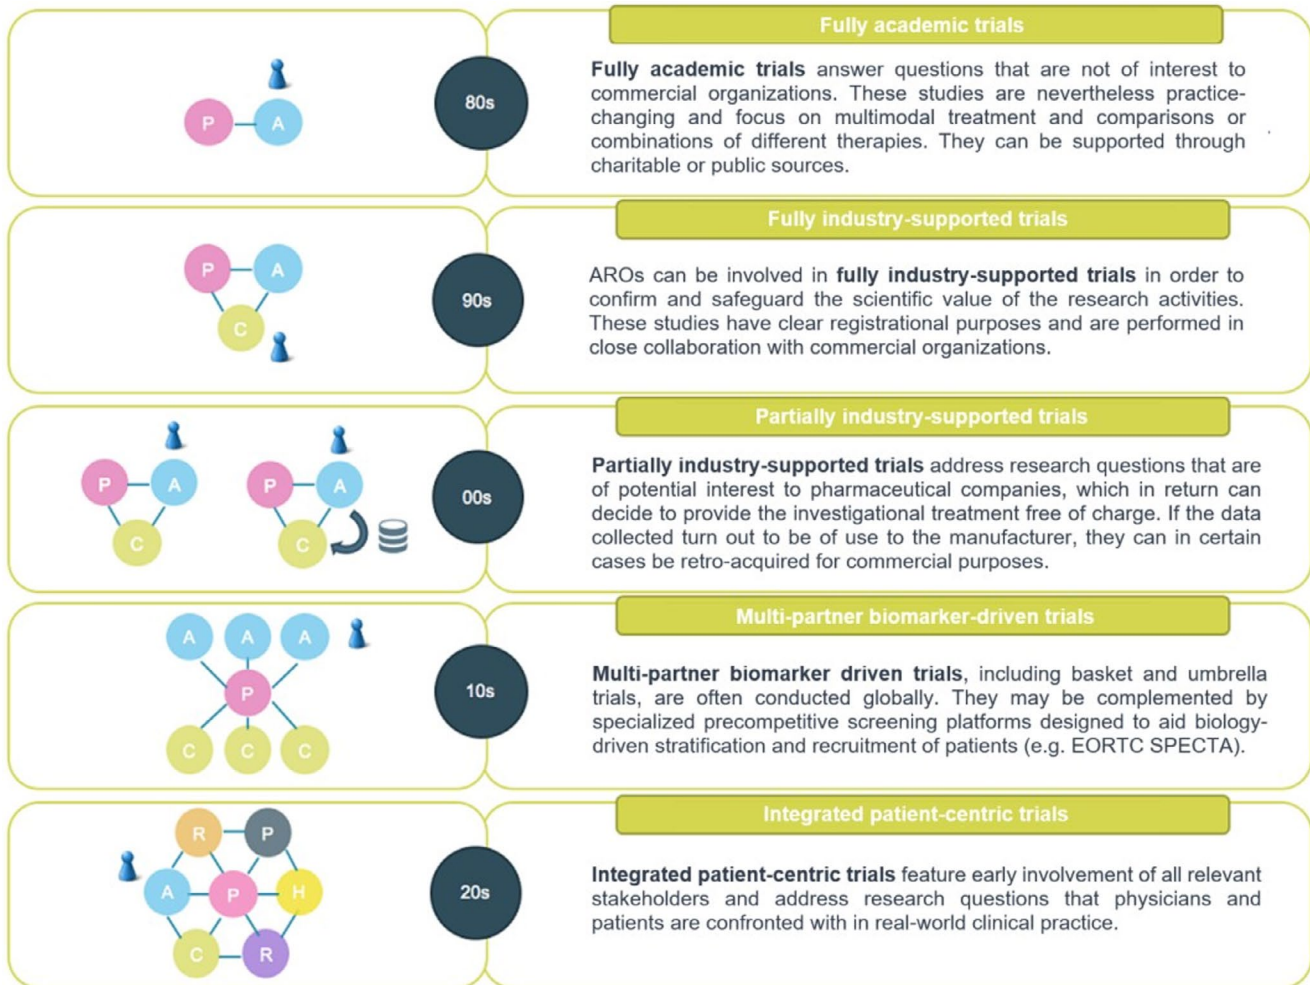 Fully academic trials
P
A
80s
Fully academic trials answer questions that are not of interest to
commercial organizations. These studies are nevertheless practice-
changing and focus on multimodal treatment and comparisons or
combinations of different therapies. They can be supported through
charitable or public sources.
Fully industry-supported trials
P
A
C
90s
AROs can be involved in fully industry-supported trials in order to
confirm and safeguard the scientific value of the research activities.
These studies have clear registrational purposes and are performed in
close collaboration with commercial organizations.
Partially industry-supported trials
P
A
C
P
A
C
00s
Partially industry-supported trials address research questions that are
of potential interest to pharmaceutical companies, which in return can
decide to provide the investigational treatment free of charge. If the data
collected turn out to be of use to the manufacturer, they can in certain
cases be retro-acquired for commercial purposes.
Multi-partner biomarker-driven trials
A A A
P
C C C
10s
Multi-partner biomarker driven trials, including basket and umbrella
trials, are often conducted globally. They may be complemented by
specialized precompetitive screening platforms designed to aid biology-
driven stratification and recruitment of patients (e.g. EORTC SPECTA).
Integrated patient-centric trials
R P
A P H
C R
20s
Integrated patient-centric trials feature early involvement of all relevant
stakeholders and address research questions that physicians and
patients are confronted with in real-world clinical practice.